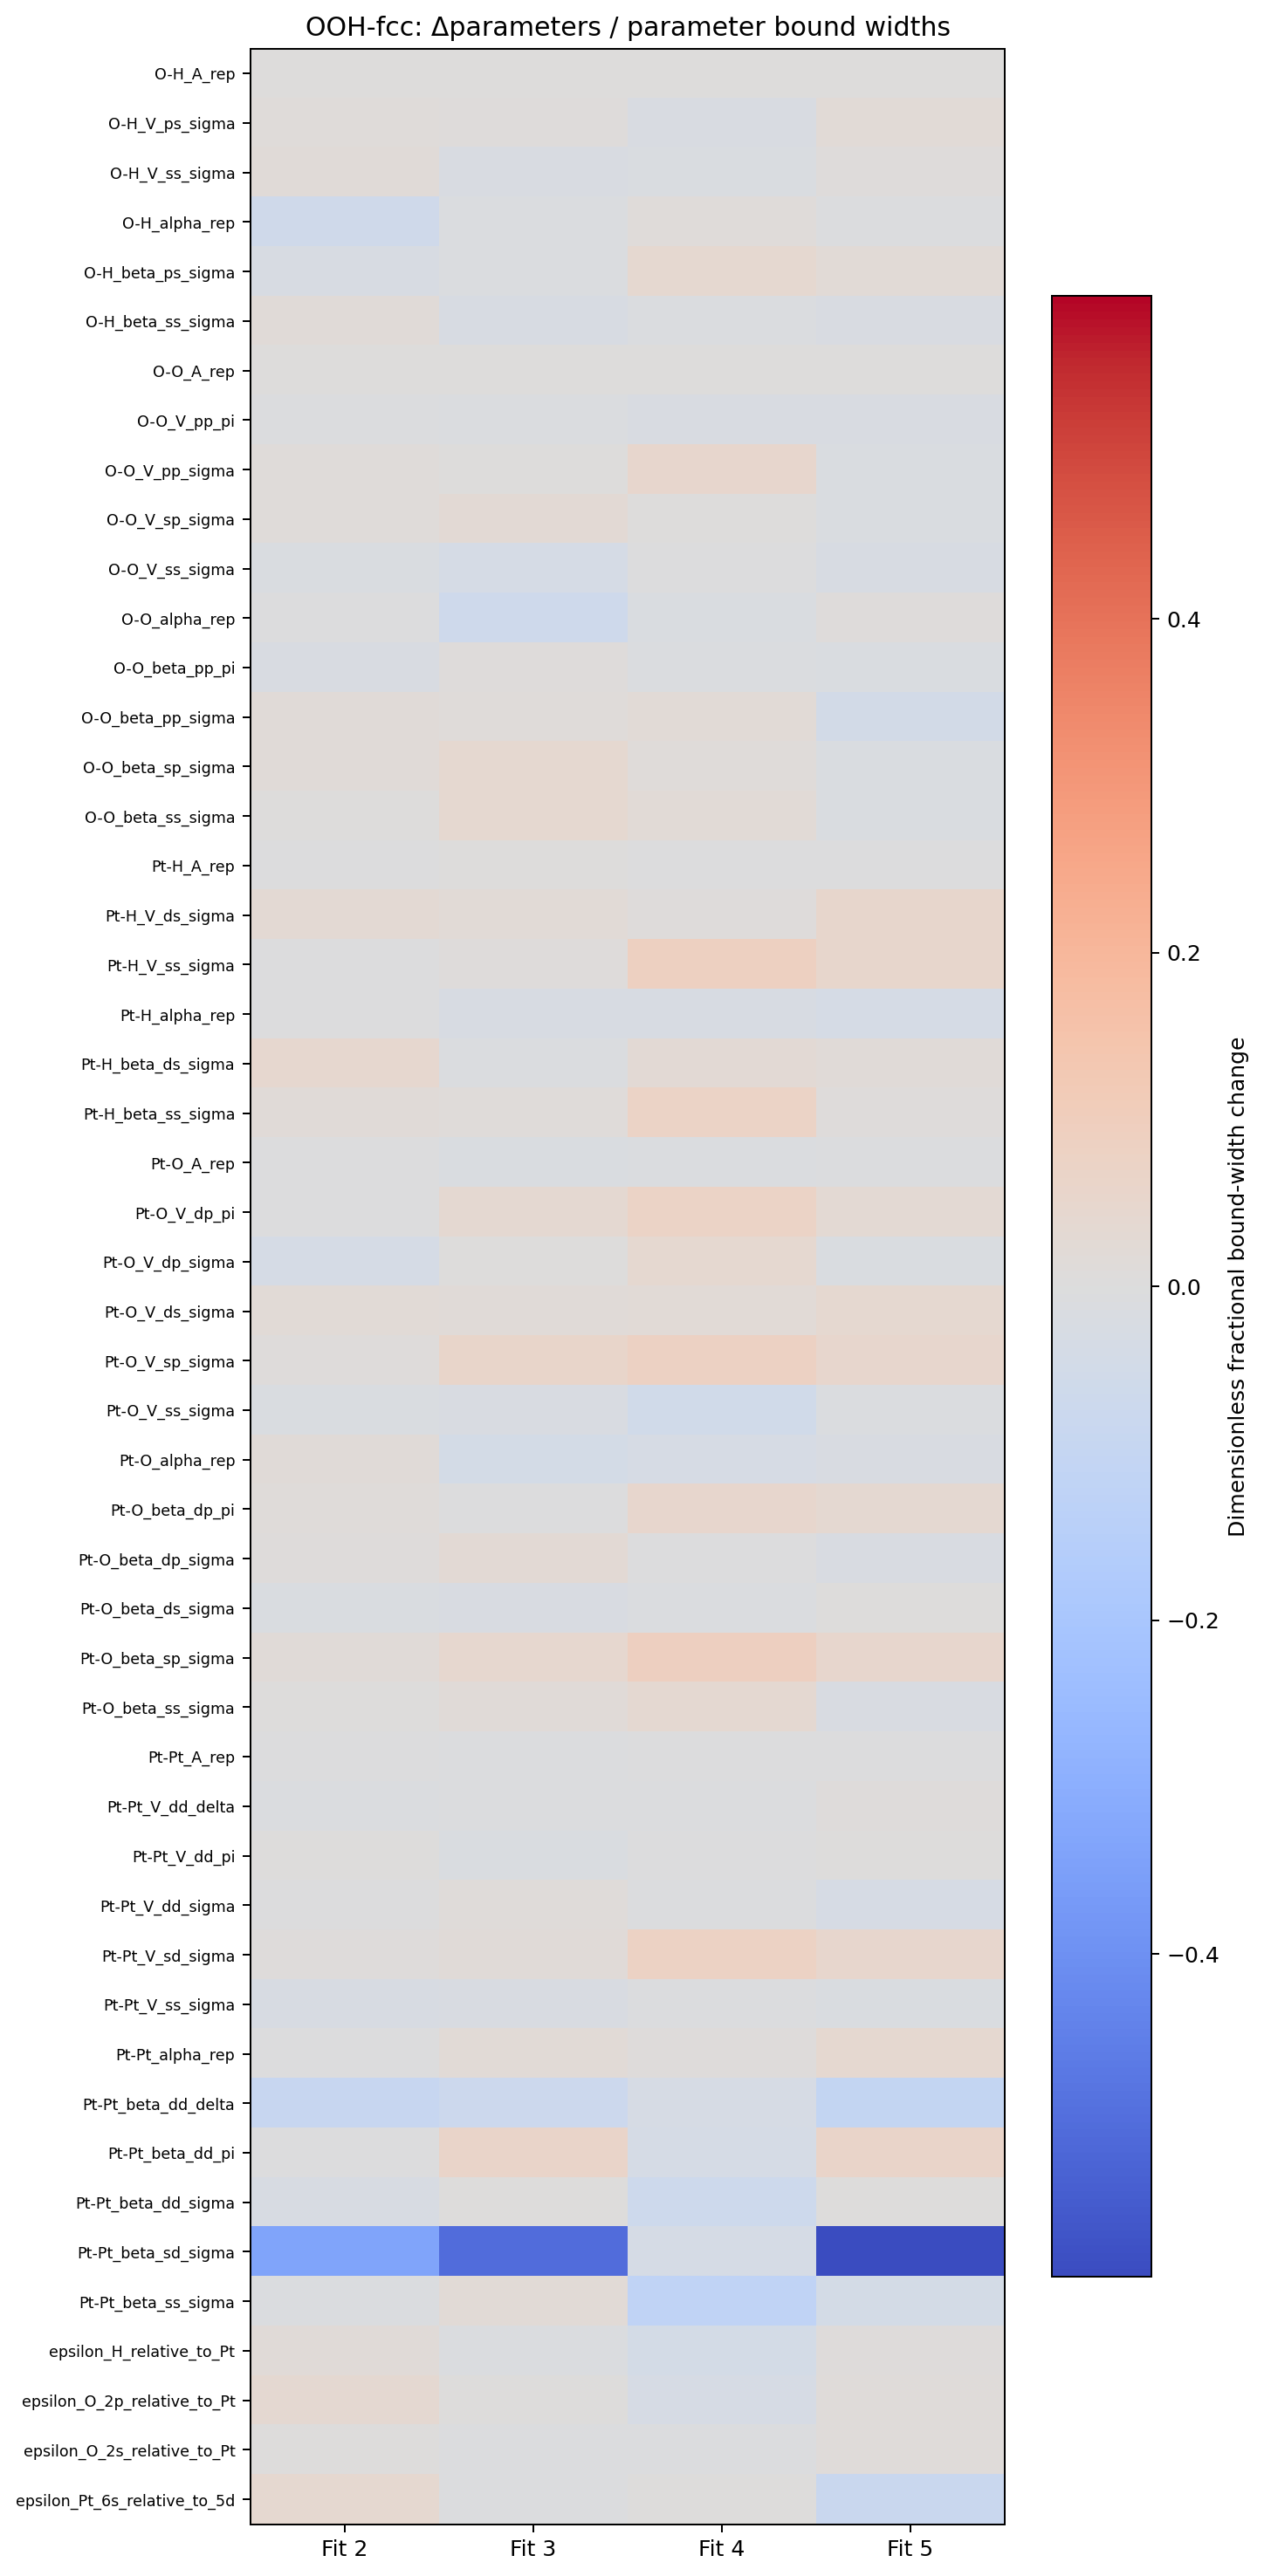 OOH-fcc: Δparameters / parameter bound widths
O-H_A_rep
O-H_V_ps_sigma
O-H_V_ss_sigma
O-H_alpha_rep
O-H_beta_ps_sigma
O-H_beta_ss_sigma
O-O_A_rep
O-O_V_pp_pi
O-O_V_pp_sigma
O-O_V_sp_sigma
O-O_V_ss_sigma
O-O_alpha_rep
O-O_beta_pp_pi
O-O_beta_pp_sigma
O-O_beta_sp_sigma
O-O_beta_ss_sigma
Pt-H_A_rep
Pt-H_V_ds_sigma
Pt-H_V_ss_sigma
Pt-H_alpha_rep
Pt-H_beta_ds_sigma
Pt-H_beta_ss_sigma
Pt-O_A_rep
Pt-O_V_dp_pi
Pt-O_V_dp_sigma
Pt-O_V_ds_sigma
Pt-O_V_sp_sigma
Pt-O_V_ss_sigma
Pt-O_alpha_rep
Pt-O_beta_dp_pi
Pt-O_beta_dp_sigma
Pt-O_beta_ds_sigma
Pt-O_beta_sp_sigma
Pt-O_beta_ss_sigma
Pt-Pt_A_rep
Pt-Pt_V_dd_delta
Pt-Pt_V_dd_pi
Pt-Pt_V_dd_sigma
Pt-Pt_V_sd_sigma
Pt-Pt_V_ss_sigma
Pt-Pt_alpha_rep
Pt-Pt_beta_dd_delta
Pt-Pt_beta_dd_pi
Pt-Pt_beta_dd_sigma
Pt-Pt_beta_sd_sigma
Pt-Pt_beta_ss_sigma
epsilon_H_relative_to_Pt
epsilon_O_2p_relative_to_Pt
epsilon_O_2s_relative_to_Pt
epsilon_Pt_6s_relative_to_5d
Fit 2
Fit 3
Fit 4
Fit 5
0.4
0.2
0.0
−0.2
−0.4
Dimensionless fractional bound-width change